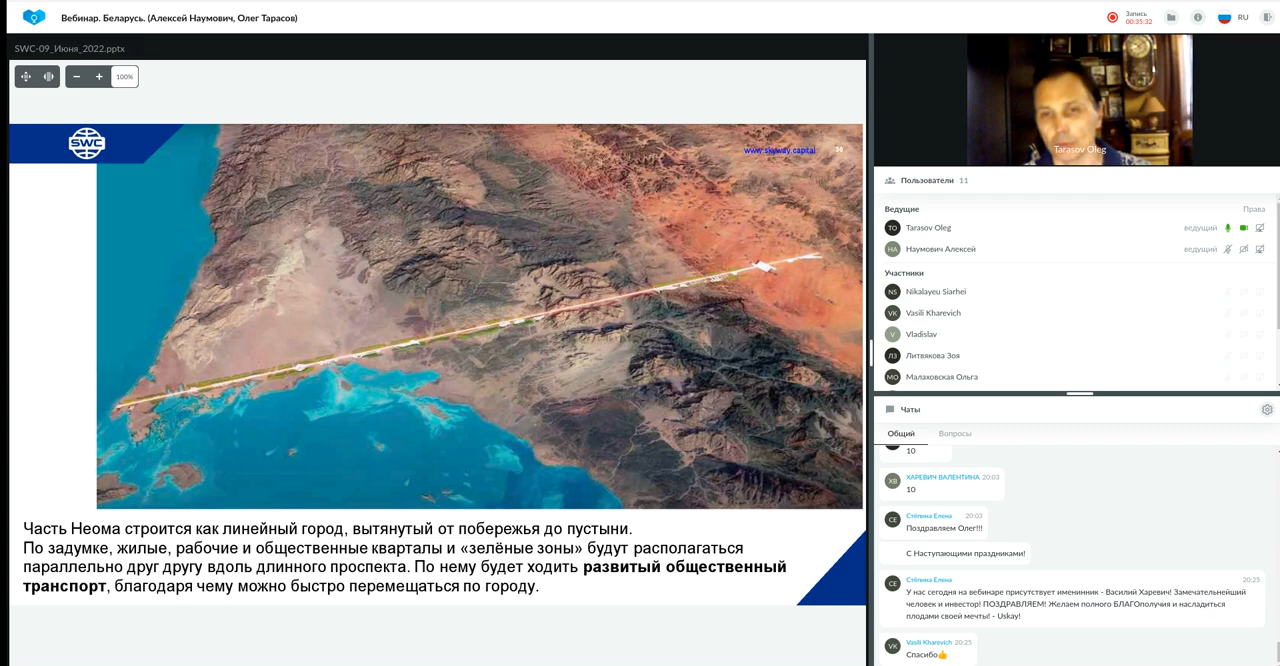 Вебинар. Беларусь. (Алексей Наумович, Олег Тарасов)
Запись
00:35:32
RU
SWC-09_Июня_2022.pptx
100%
SWC
www.skyway.capital
Tarasov Oleg
Пользователи 11
Ведущие Права
TO Tarasov Oleg ведущий
НА Наумович Алексей ведущий
Участники
NS Nikalayeu Siarhei
VK Vasili Kharevich
V Vladislav
ЛЗ Литвякова Зоя
МО Малаховская Ольга
Чаты
Общий Вопросы
10
ХВ ХАРЕВИЧ ВАЛЕНТИНА 20:03
10
СЕ Стёпина Елена 20:03
Поздравляем Олег!!!
С Наступающими праздниками!
СЕ Стёпина Елена 20:25
У нас сегодня на вебинаре присутствует именинник - Василий Харевич! Замечательнейший
человек и инвестор! ПОЗДРАВЛЯЕМ! Желаем полного БЛАГОполучия и насладиться
плодами своей мечты! - Uskay!
VK Vasili Kharevich 20:25
Спасибо👍
Часть Неома строится как линейный город, вытянутый от побережья до пустыни.
По задумке, жилые, рабочие и общественные кварталы и «зелёные зоны» будут располагаться
параллельно друг другу вдоль длинного проспекта. По нему будет ходить развитый общественный
транспорт, благодаря чему можно быстро перемещаться по городу.